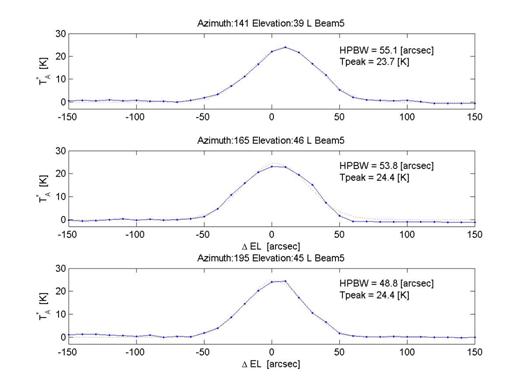 Azimuth:141 Elevation:39 L Beam5
30
20
10
0
T*A [K]
HPBW = 55.1 [arcsec]
Tpeak = 23.7 [K]
-150 -100 -50 0 50 100 150
Azimuth:165 Elevation:46 L Beam5
30
20
10
0
T*A [K]
HPBW = 53.8 [arcsec]
Tpeak = 24.4 [K]
-150 -100 -50 0 50 100 150
Δ EL [arcsec]
Azimuth:195 Elevation:45 L Beam5
30
20
10
0
T*A [K]
HPBW = 48.8 [arcsec]
Tpeak = 24.4 [K]
-150 -100 -50 0 50 100 150
Δ EL [arcsec]